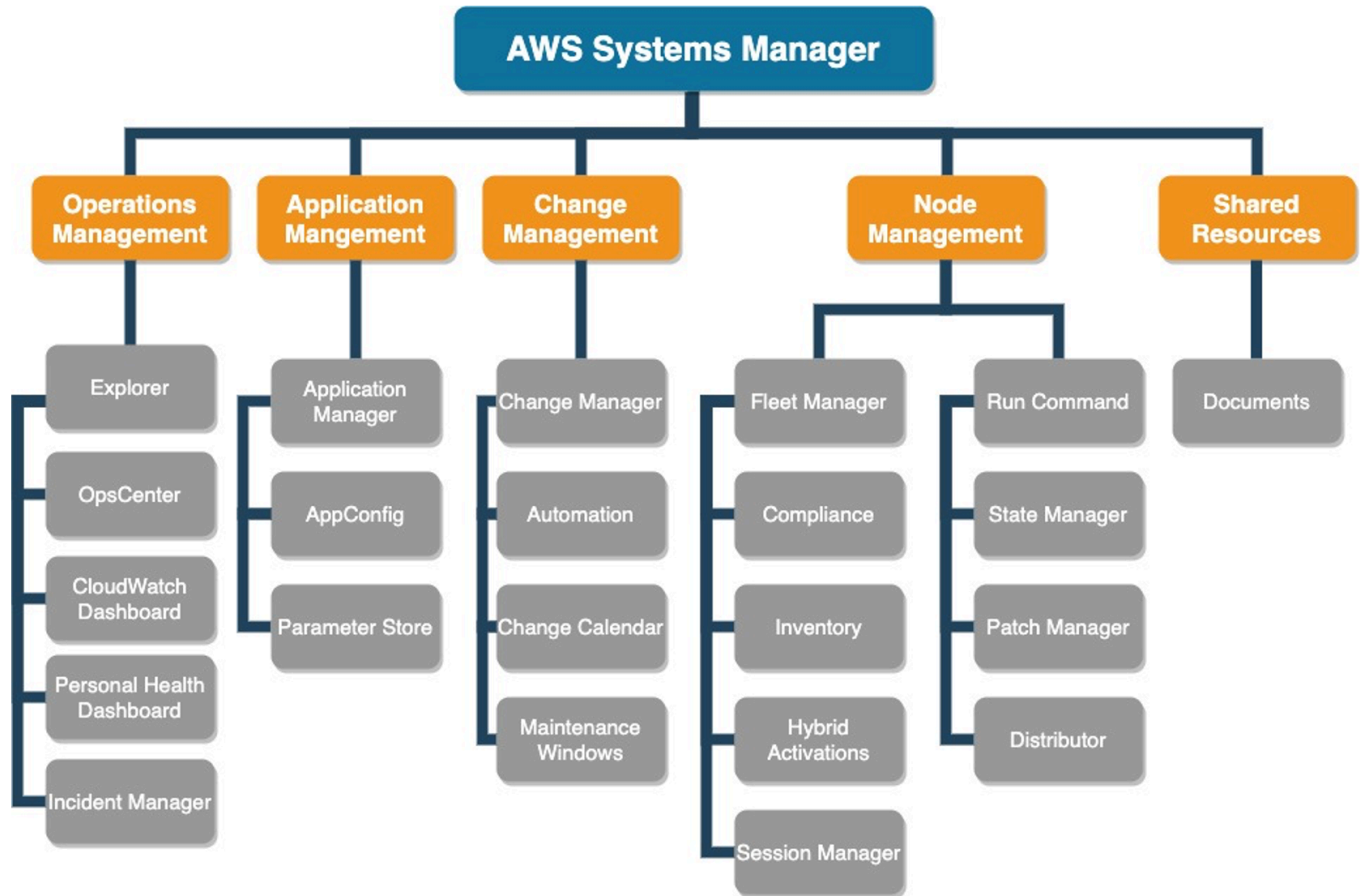 AWS Systems Manager
Operations
Management
Application
Mangement
Change
Management
Node
Management
Shared
Resources
Explorer
OpsCenter
CloudWatch
Dashboard
Personal Health
Dashboard
Incident Manager
Application
Manager
AppConfig
Parameter Store
Change Manager
Automation
Change Calendar
Maintenance
Windows
Fleet Manager
Compliance
Inventory
Hybrid
Activations
Session Manager
Run Command
State Manager
Patch Manager
Distributor
Documents